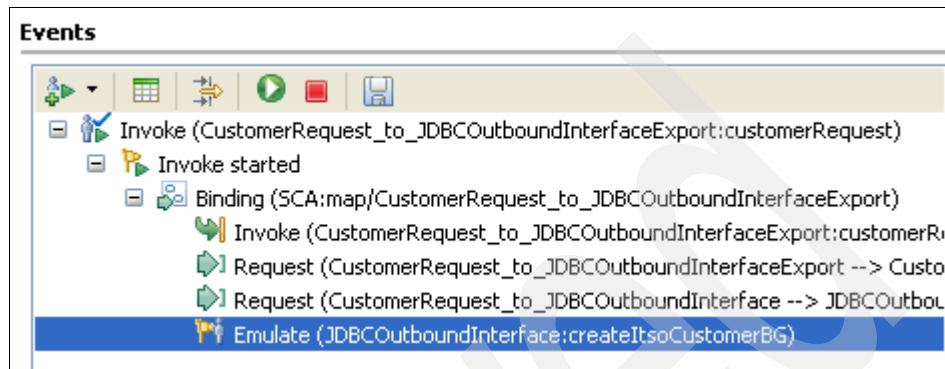 Events
Invoke (CustomerRequest_to_JDBCOutboundInterfaceExport:customerRequest)
Invoke started
Binding (SCA:map/CustomerRequest_to_JDBCOutboundInterfaceExport)
Invoke (CustomerRequest_to_JDBCOutboundInterfaceExport:customerR
Request (CustomerRequest_to_JDBCOutboundInterfaceExport --> Custo
Request (CustomerRequest_to_JDBCOutboundInterface --> JDBCOutbou
Emulate (JDBCOutboundInterface:createItsoCustomerBG)